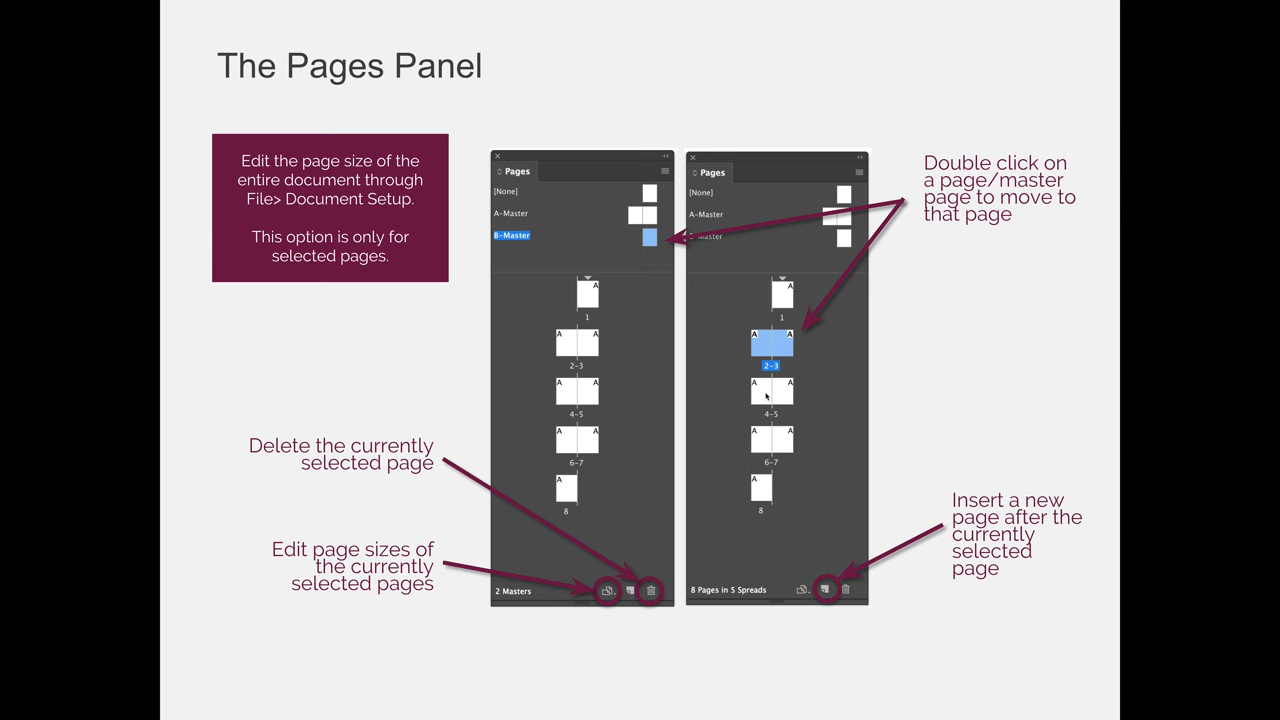 The Pages Panel
Edit the page size of the
entire document through
File> Document Setup.
This option is only for
selected pages.
Pages
[None]
A-Master
B-Master
A
1
A A
2-3
A A
4-5
A A
6-7
A
8
2 Masters
Pages
[None]
A-Master
-Master
A
1
A A
2-3
A A
4-5
A A
6-7
A
8
8 Pages in 5 Spreads
Double click on
a page/master
page to move to
that page
Delete the currently
selected page
Edit page sizes of
the currently
selected pages
Insert a new
page after the
currently
selected
page